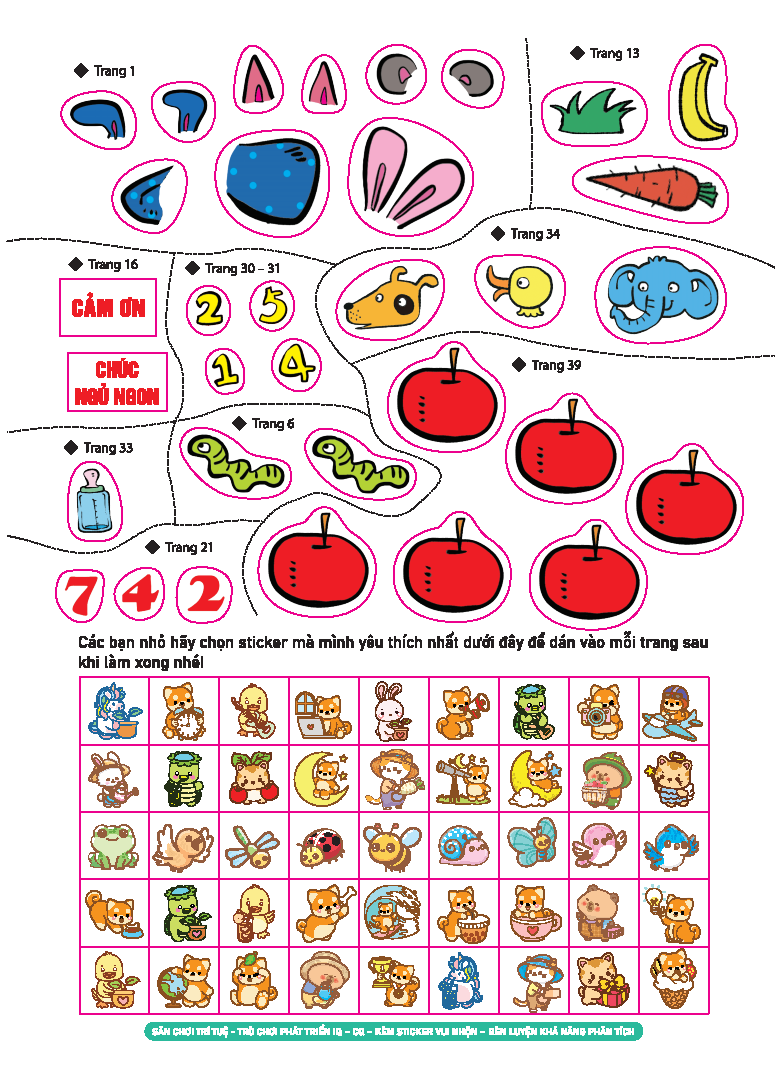 ◆ Trang 1
◆ Trang 13
◆ Trang 34
◆ Trang 16
CẢM ƠN
CHÚC
NGỦ NGON
◆ Trang 30 – 31
2 5
1 4
◆ Trang 39
◆ Trang 6
◆ Trang 33
◆ Trang 21
7 4 2
Các bạn nhỏ hãy chọn sticker mà mình yêu thích nhất dưới đây để dán vào mỗi trang sau
khi làm xong nhé!
SÂN CHƠI TRÍ TUỆ - TRÒ CHƠI PHÁT TRIỂN IQ – CQ – KÈM STICKER VUI NHỘN – RÈN LUYỆN KHẢ NĂNG PHÂN TÍCH